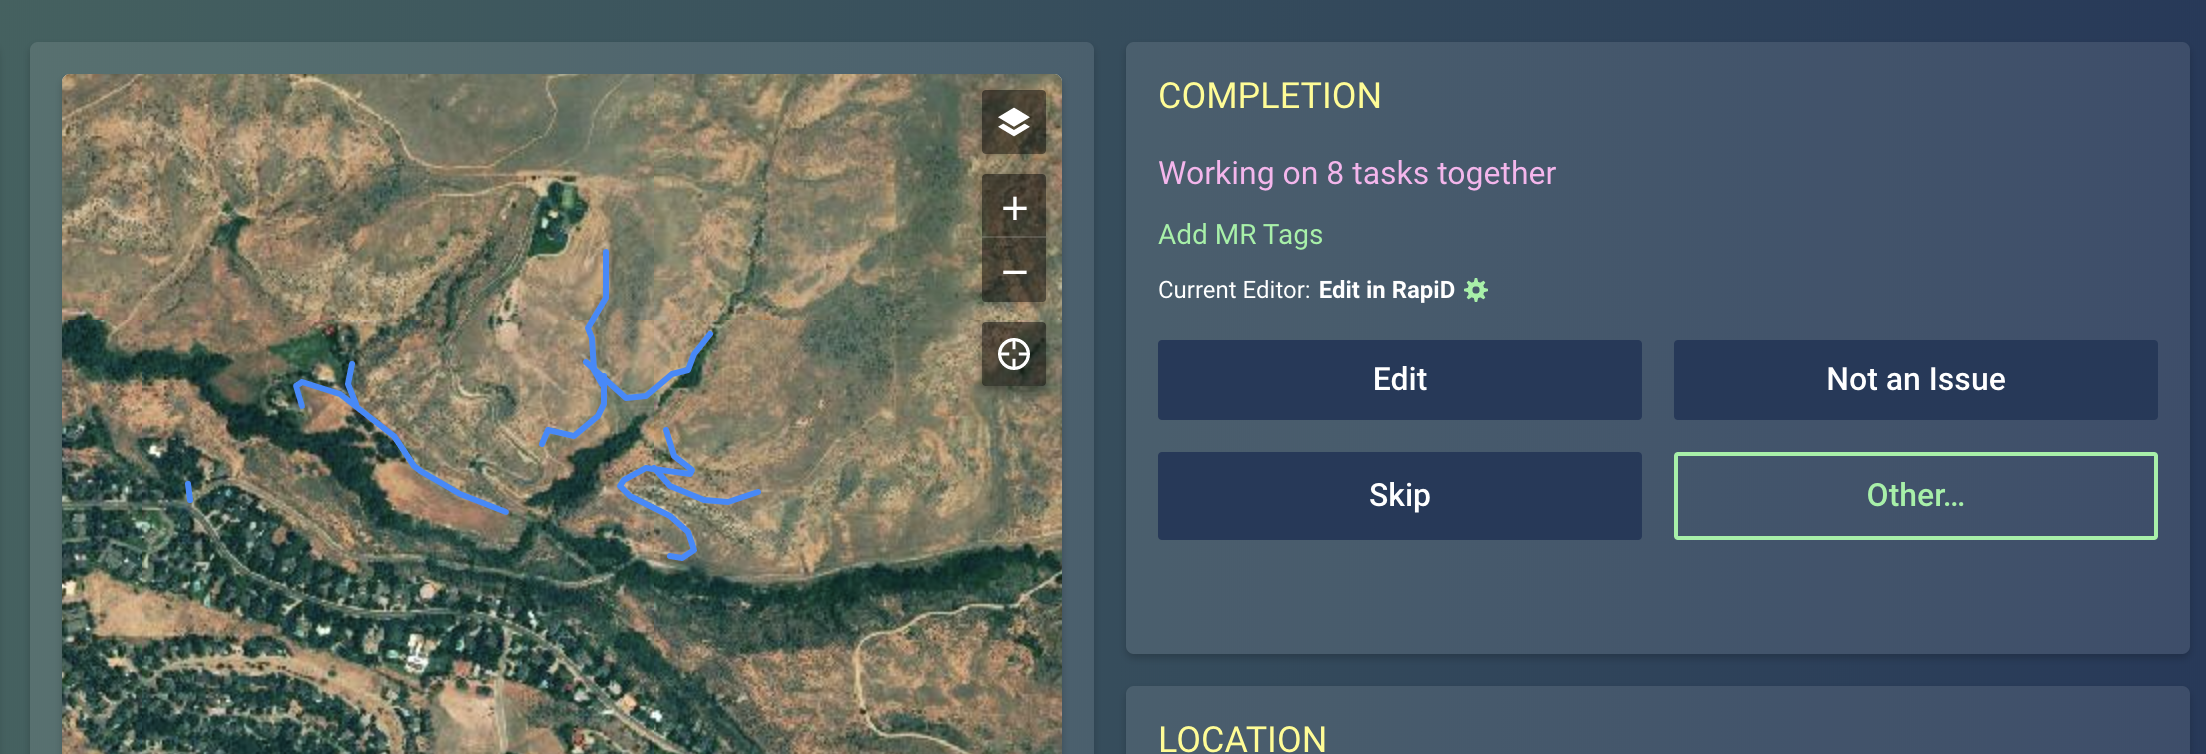 COMPLETION
Working on 8 tasks together
Add MR Tags
Current Editor: Edit in RapiD
Edit
Not an Issue
Skip
Other...
LOCATION